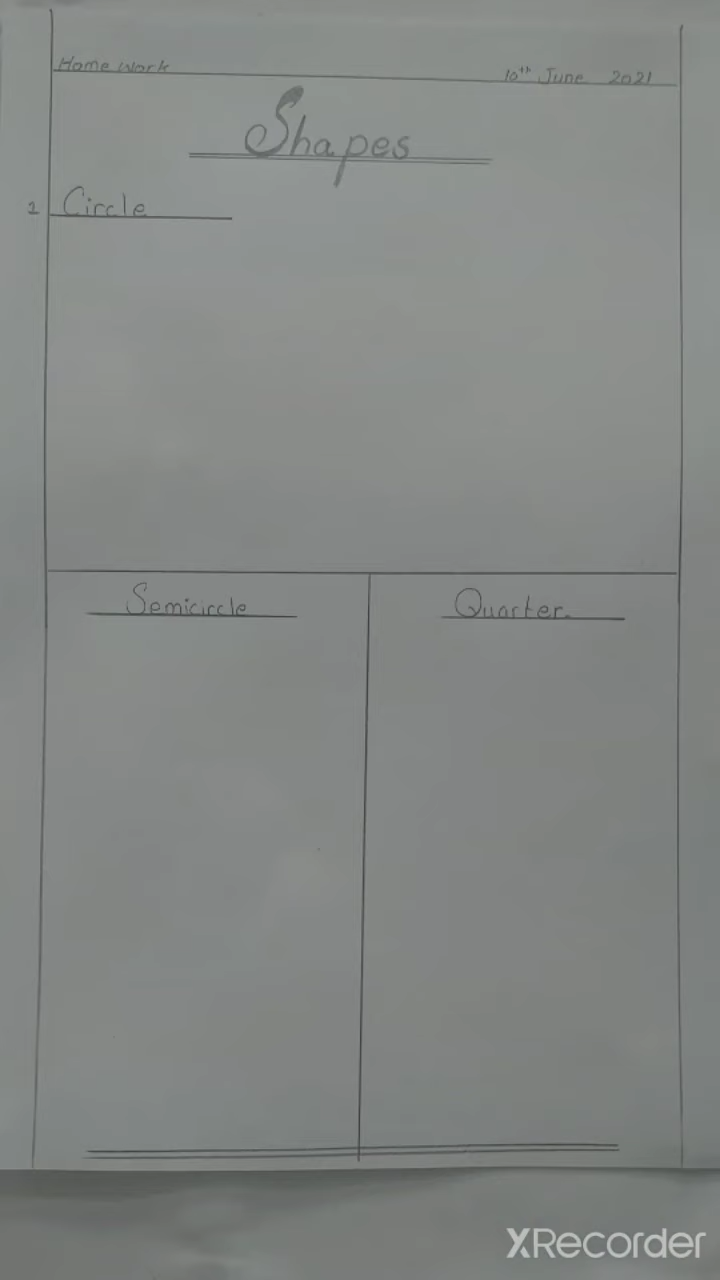 Home Work 10th June 2021
Shapes
1 Circle
Semicircle Quarter.
XRecorder